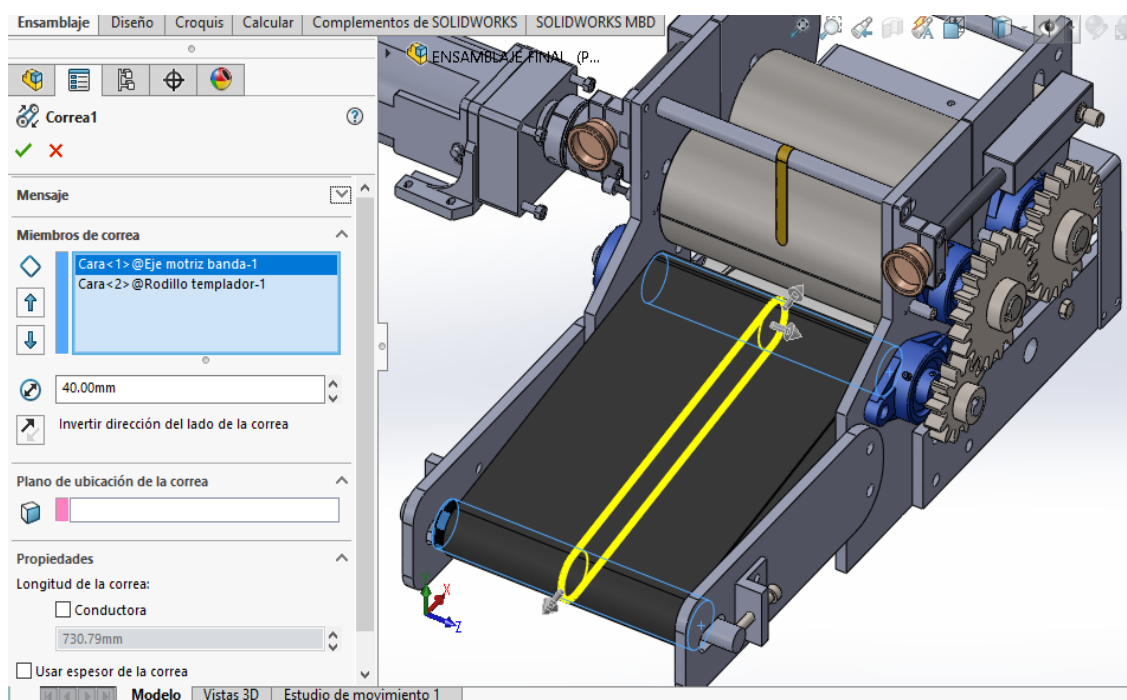 Ensamblaje Diseño Croquis Calcular Complementos de SOLIDWORKS SOLIDWORKS MBD
ENSAMBLAJE FINAL (P...
Correa1
Mensaje
Miembros de correa
Cara<1>@Eje motriz banda-1
Cara<2>@Rodillo templador-1
40.00mm
Invertir dirección del lado de la correa
Plano de ubicación de la correa
Propiedades
Longitud de la correa:
Conductora
730.79mm
Usar espesor de la correa
Y
X
Z
Modelo Vistas 3D Estudio de movimiento 1